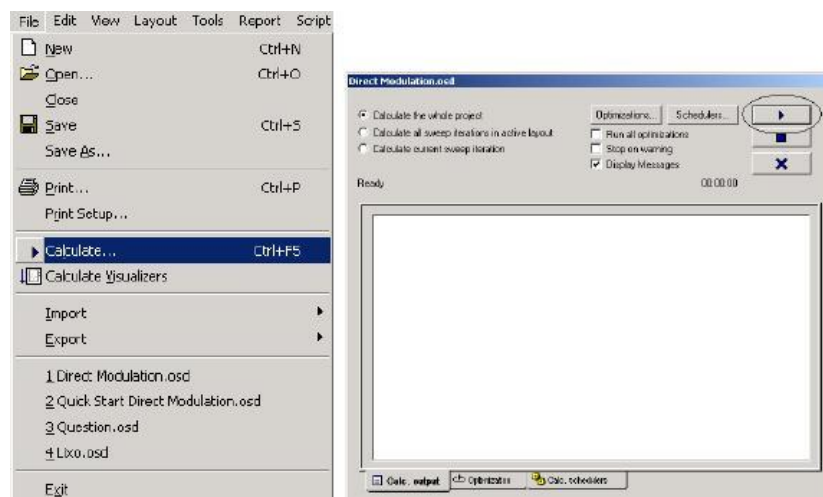 File Edit View Layout Tools Report Script
New Ctrl+N
Open... Ctrl+O
Close
Save Ctrl+S
Save As...
Print... Ctrl+P
Print Setup...
Calculate... Ctrl+F5
Calculate Visualizers
Import
Export
1 Direct Modulation.osd
2 Quick Start Direct Modulation.osd
3 Question.osd
4 Lixo.osd
Exit
Direct Modulation.osd
Calculate the whole project
Calculate all sweep iterations in active layout
Calculate current sweep iteration
Optimizations... Schedulers...
Run all optimizations
Stop on warning
Display Messages
Ready 00:00:00
Calc. output Optimization Calc. schedulers